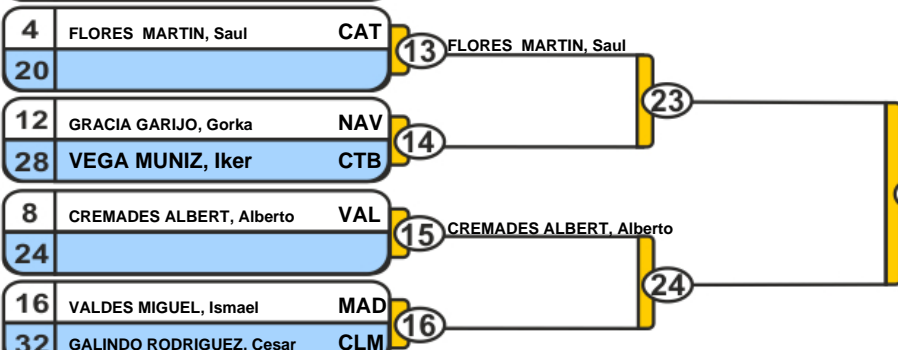 4 FLORES MARTIN, Saul CAT
20
13 FLORES MARTIN, Saul
12 GRACIA GARIJO, Gorka NAV
28 VEGA MUNIZ, Iker CTB
14
23
8 CREMADES ALBERT, Alberto VAL
24
15 CREMADES ALBERT, Alberto
16 VALDES MIGUEL, Ismael MAD
32 GALINDO RODRIGUEZ, Cesar CLM
16
24